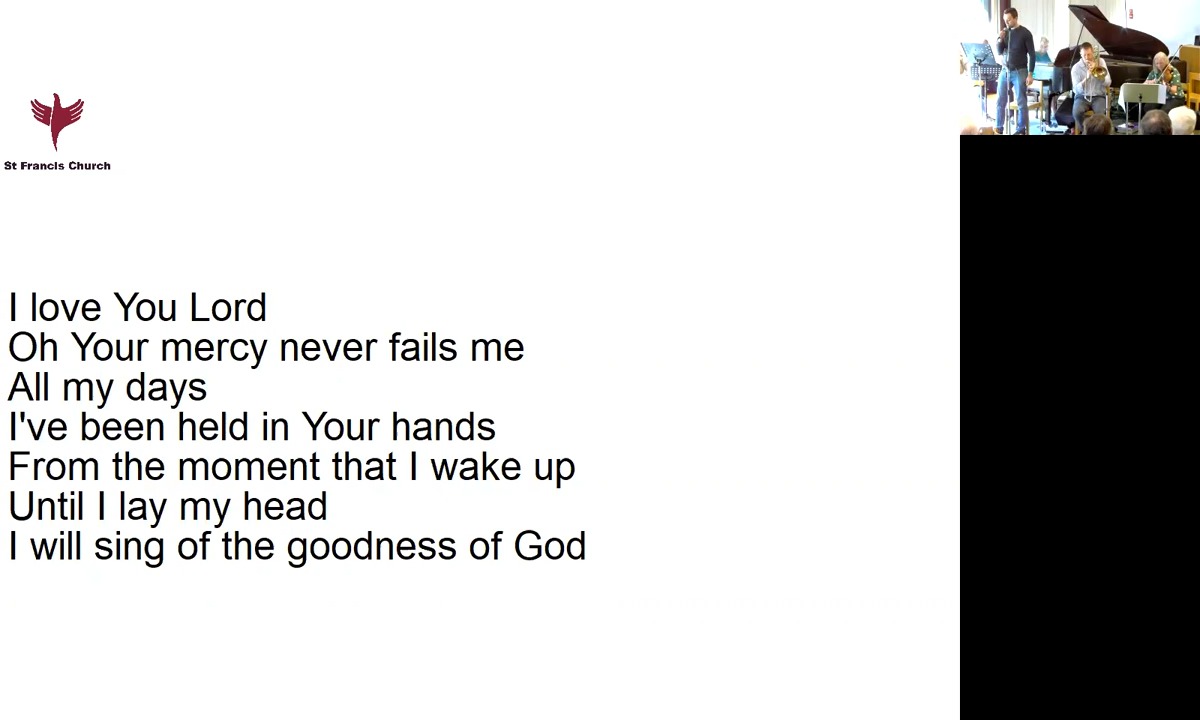 St Francis Church
I love You Lord
Oh Your mercy never fails me
All my days
I've been held in Your hands
From the moment that I wake up
Until I lay my head
I will sing of the goodness of God